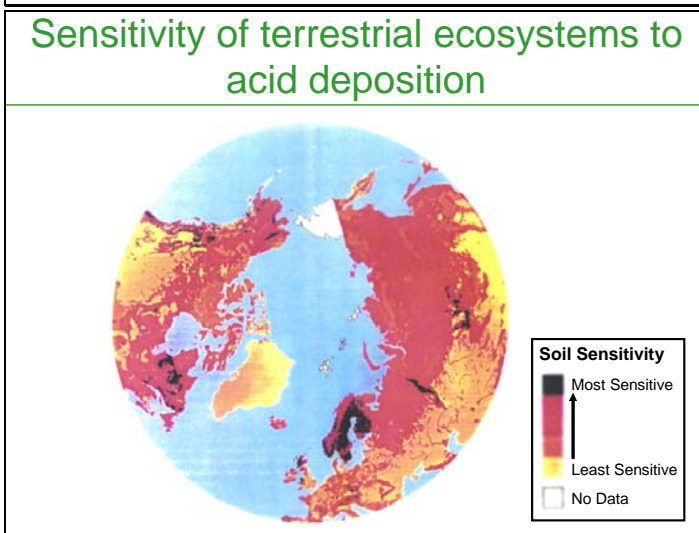 Sensitivity of terrestrial ecosystems to
acid deposition
Soil Sensitivity
Most Sensitive
Least Sensitive
No Data